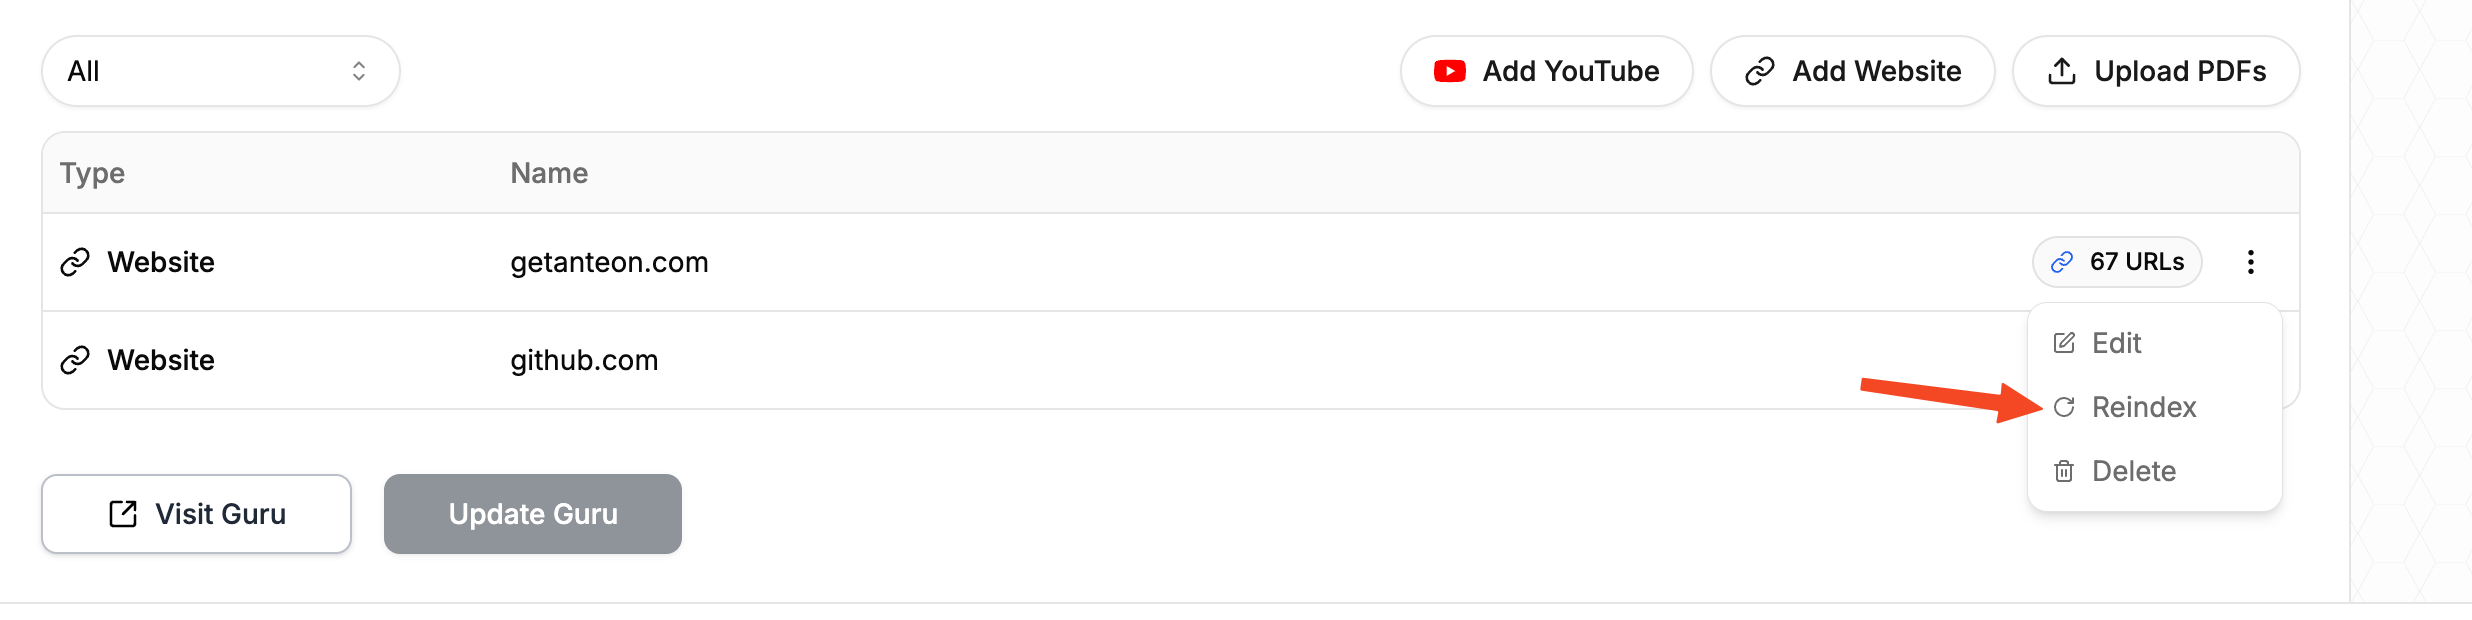 All
Add YouTube
Add Website
Upload PDFs
Type Name
Website getanteon.com 67 URLs
Website github.com
Edit
Reindex
Delete
Visit Guru
Update Guru